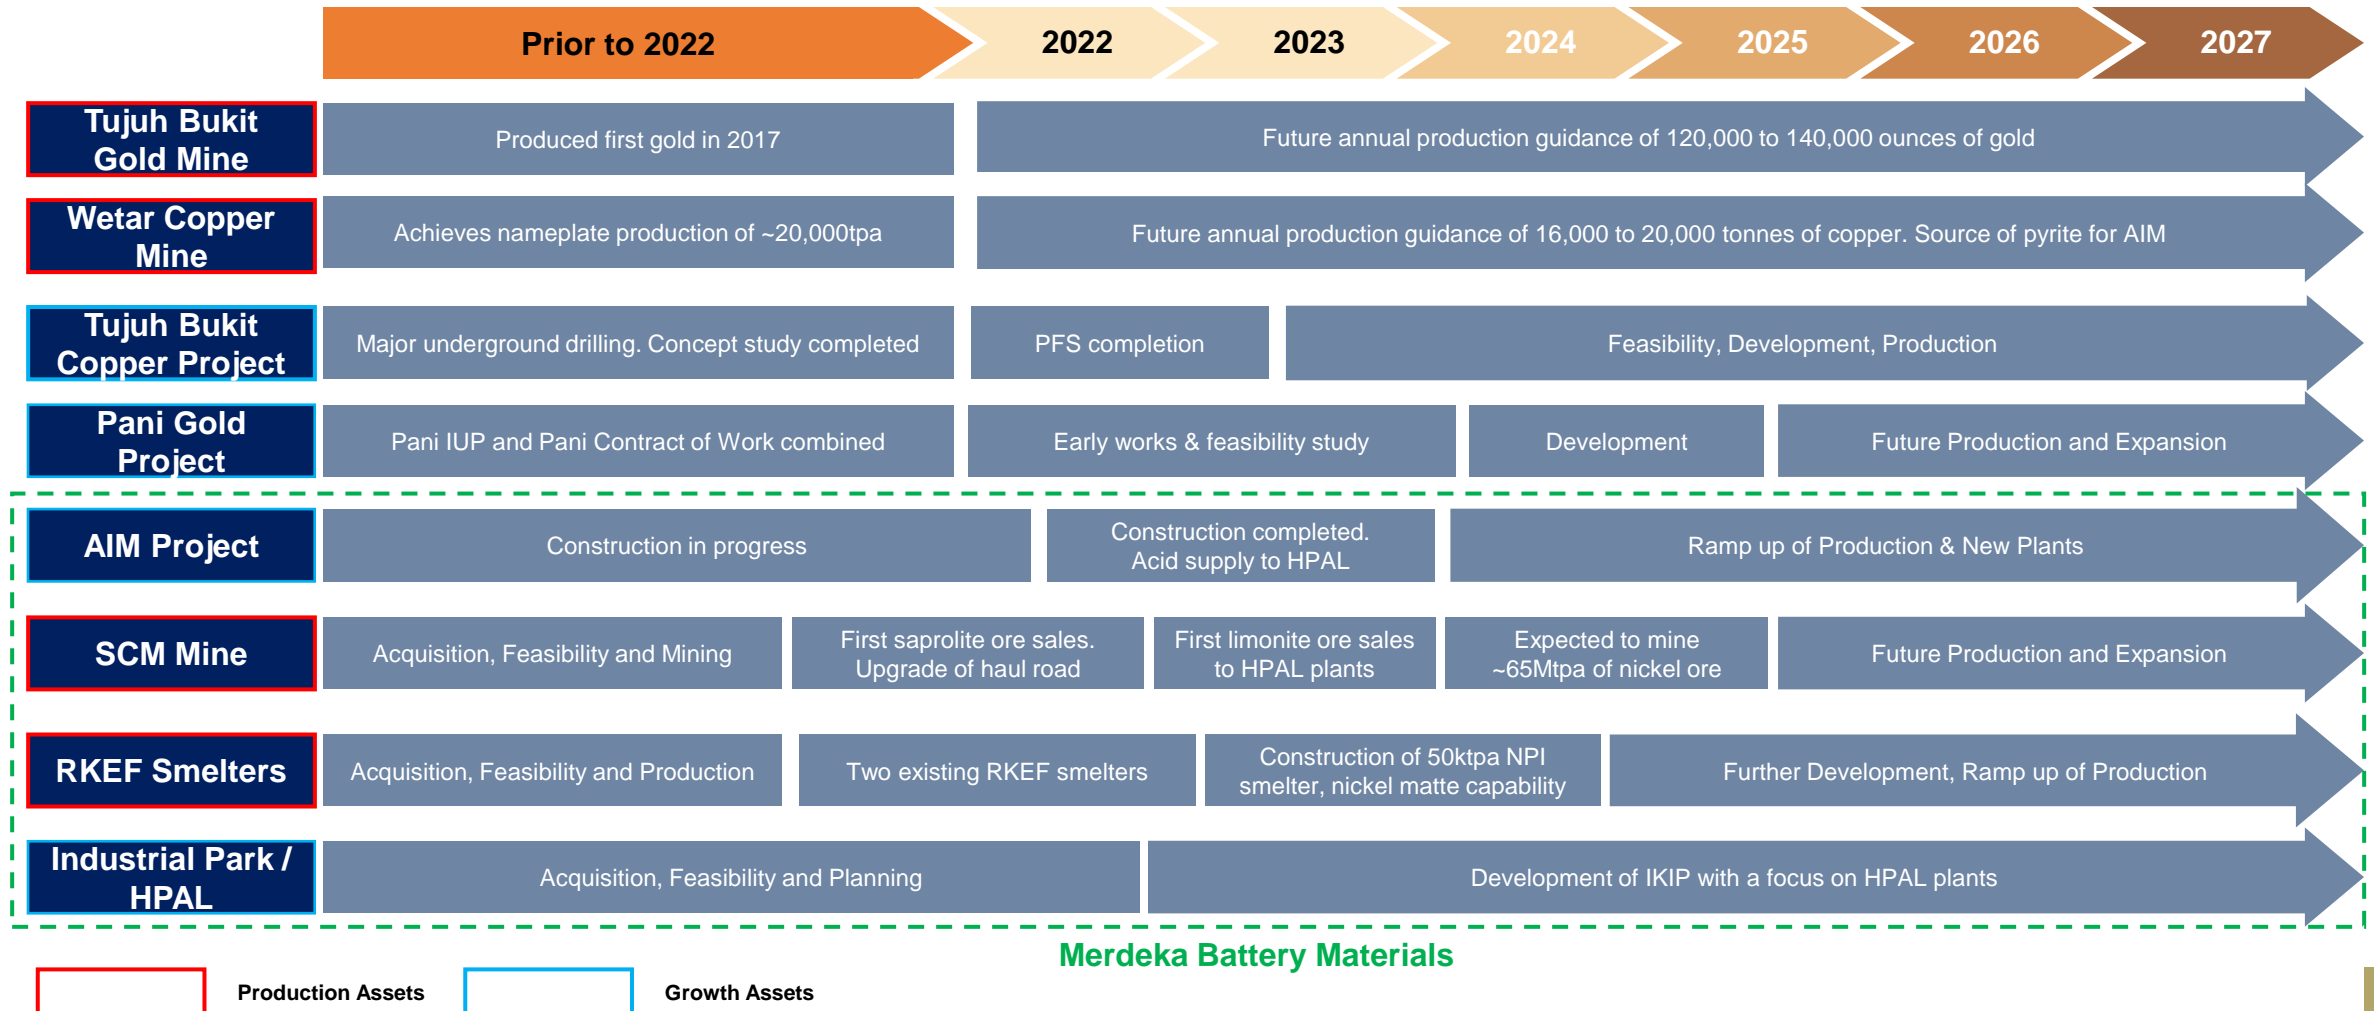 Prior to 2022
2022
2023
2024
2025
2026
2027
Tujuh Bukit
Gold Mine
Produced first gold in 2017
Future annual production guidance of 120,000 to 140,000 ounces of gold
Wetar Copper
Mine
Achieves nameplate production of ~20,000tpa
Future annual production guidance of 16,000 to 20,000 tonnes of copper. Source of pyrite for AIM
Tujuh Bukit
Copper Project
Major underground drilling. Concept study completed
PFS completion
Feasibility, Development, Production
Pani Gold
Project
Pani IUP and Pani Contract of Work combined
Early works & feasibility study
Development
Future Production and Expansion
AIM Project
Construction in progress
Construction completed.
Acid supply to HPAL
Ramp up of Production & New Plants
SCM Mine
Acquisition, Feasibility and Mining
First saprolite ore sales.
Upgrade of haul road
First limonite ore sales
to HPAL plants
Expected to mine
~65Mtpa of nickel ore
Future Production and Expansion
RKEF Smelters
Acquisition, Feasibility and Production
Two existing RKEF smelters
Construction of 50ktpa NPI
smelter, nickel matte capability
Further Development, Ramp up of Production
Industrial Park /
HPAL
Acquisition, Feasibility and Planning
Development of IKIP with a focus on HPAL plants
Merdeka Battery Materials
Production Assets
Growth Assets